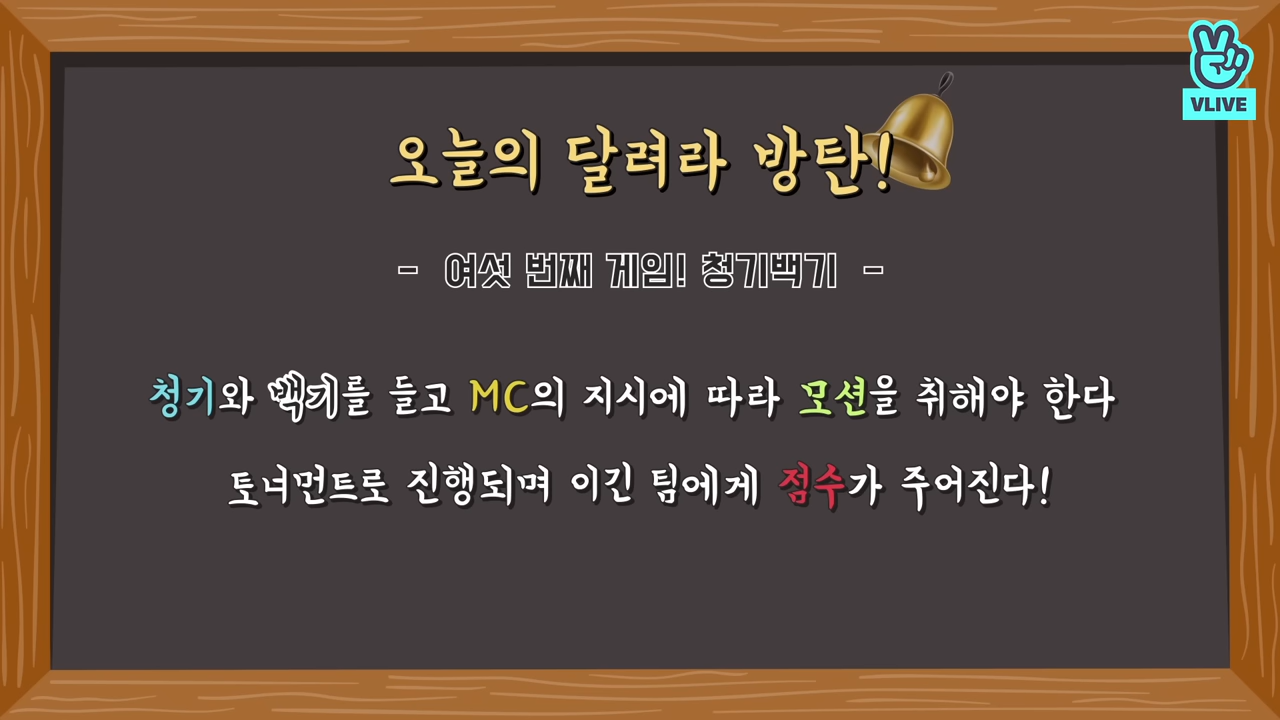 VLIVE
오늘의 달려라 방탄!
- 여섯 번째 게임! 청기백기 -
청기와 백기를 들고 MC의 지시에 따라 모션을 취해야 한다
토너먼트로 진행되며 이긴 팀에게 점수가 주어진다!